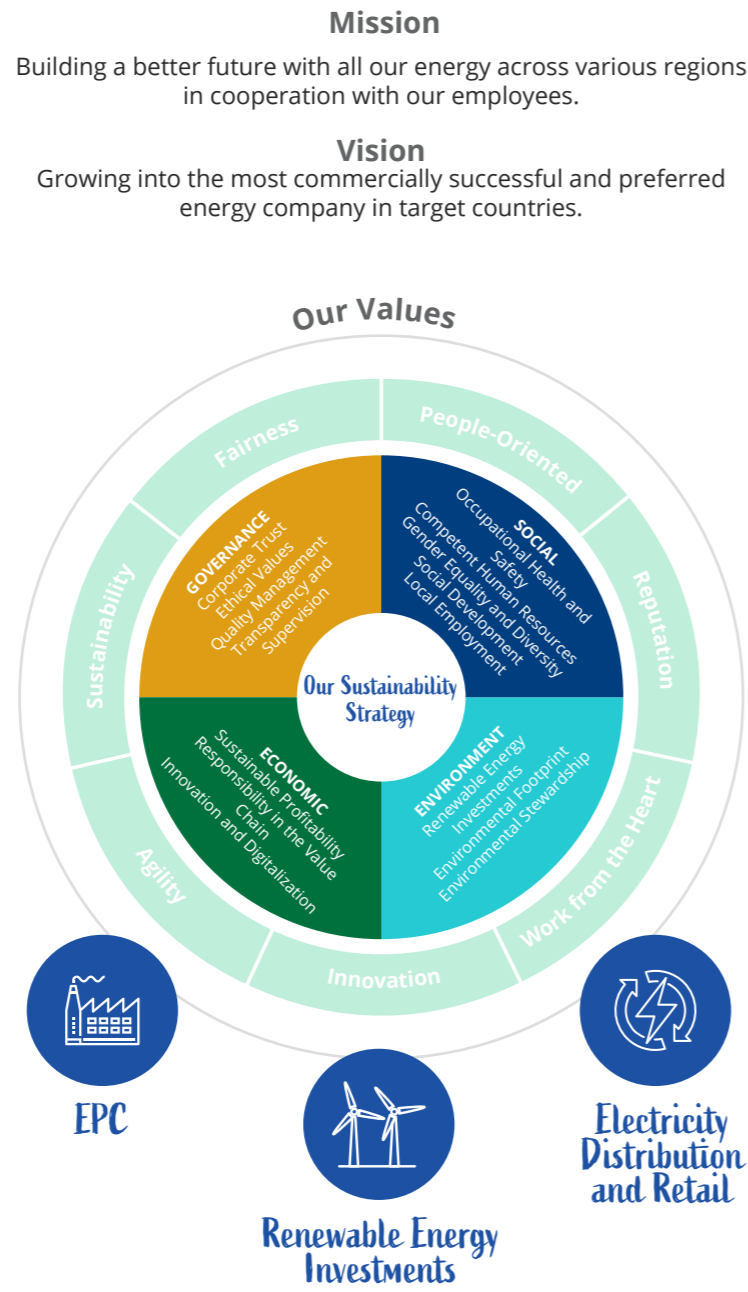 Mission
Building a better future with all our energy across various regions
in cooperation with our employees.
Vision
Growing into the most commercially successful and preferred
energy company in target countries.
Our Values
Fairness
People-Oriented
Sustainability
Reputation
Agility
Work from the Heart
Innovation
GOVERNANCE
Corporate Trust
Ethical Values
Quality Management
Transparency and
Supervision
SOCIAL
Occupational Health and
Safety
Competent Human Resources
Gender Equality and Diversity
Social Development
Local Employment
Our Sustainability
Strategy
ECONOMIC
Sustainable Profitability
Responsibility in the Value
Chain
Innovation and Digitalization
ENVIRONMENT
Renewable Energy
Investments
Environmental Footprint
Environmental Stewardship
EPC
Renewable Energy
Investments
Electricity
Distribution
and Retail